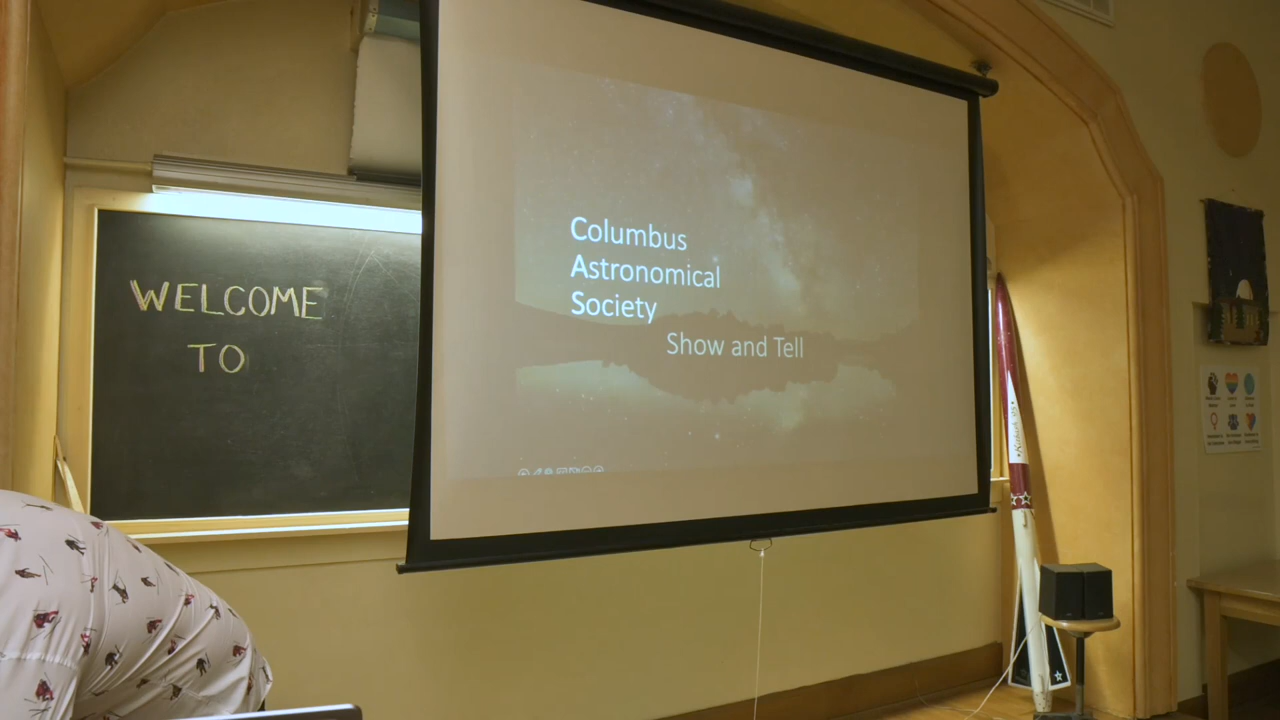 WELCOME
TO
Columbus
Astronomical
Society
Show and Tell